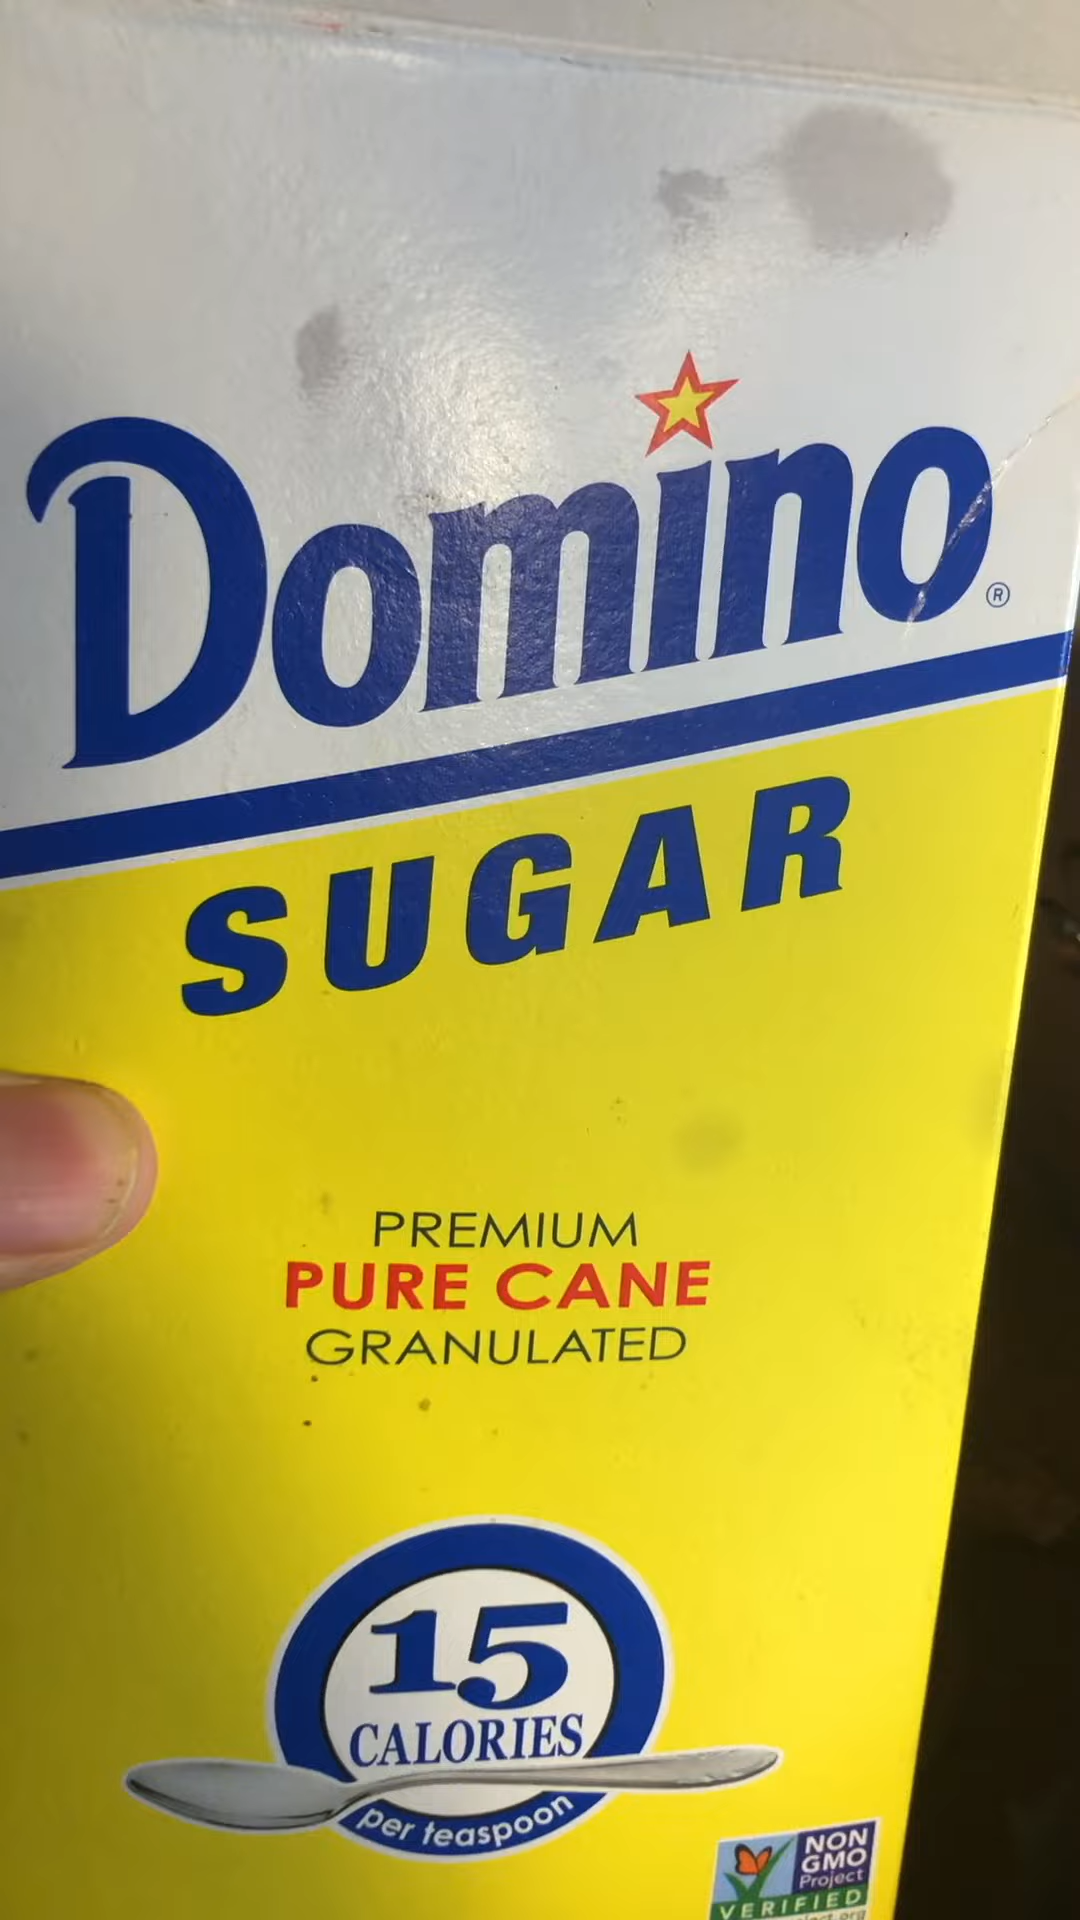 Domino®
SUGAR
PREMIUM
PURE CANE
GRANULATED
15
CALORIES
per teaspoon
NON
GMO
Project
VERIFIED